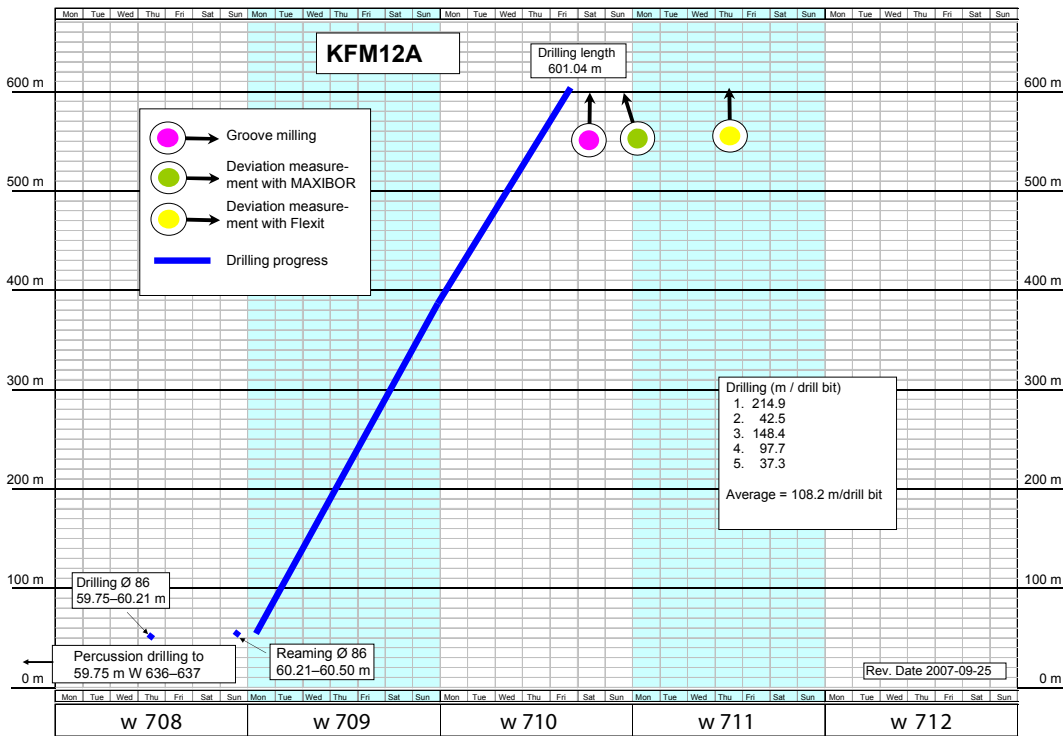 Mon Tue Wed Thu Fri Sat Sun Mon Tue Wed Thu Fri Sat Sun Mon Tue Wed Thu Fri Sat Sun Mon Tue Wed Thu Fri Sat Sun Mon Tue Wed Thu Fri Sat Sun
KFM12A
Drilling length
601.04 m
600 m
600 m
Groove milling
Deviation measure-
ment with MAXIBOR
Deviation measure-
ment with Flexit
Drilling progress
500 m
500 m
400 m
400 m
300 m
300 m
Drilling (m / drill bit)
1. 214.9
2. 42.5
3. 148.4
4. 97.7
5. 37.3
Average = 108.2 m/drill bit
200 m
200 m
100 m
100 m
Drilling Ø 86
59.75–60.21 m
Percussion drilling to
59.75 m W 636–637
Reaming Ø 86
60.21–60.50 m
Rev. Date 2007-09-25
0 m
0 m
Mon Tue Wed Thu Fri Sat Sun Mon Tue Wed Thu Fri Sat Sun Mon Tue Wed Thu Fri Sat Sun Mon Tue Wed Thu Fri Sat Sun Mon Tue Wed Thu Fri Sat Sun
w 708 w 709 w 710 w 711 w 712